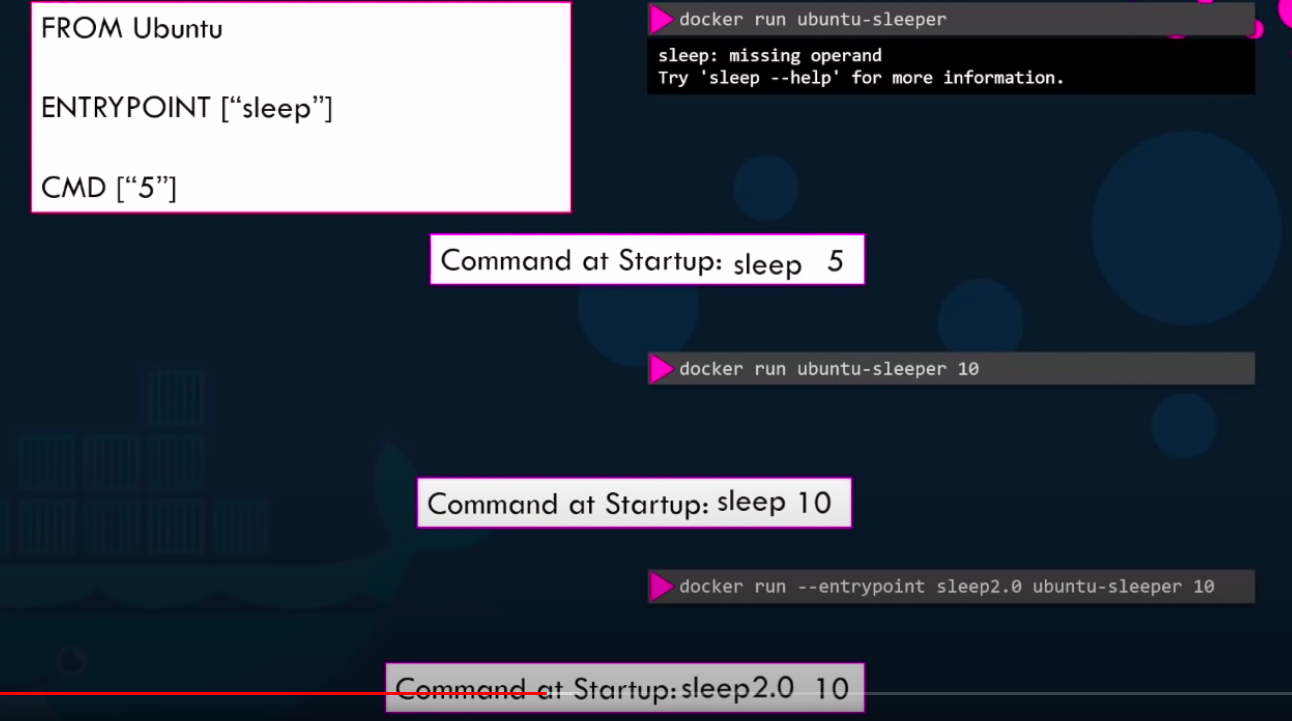 FROM Ubuntu
ENTRYPOINT [“sleep”]
CMD [“5”]
docker run ubuntu-sleeper
sleep: missing operand
Try 'sleep --help' for more information.
Command at Startup: sleep 5
docker run ubuntu-sleeper 10
Command at Startup: sleep 10
docker run --entrypoint sleep2.0 ubuntu-sleeper 10
Command at Startup: sleep2.0 10